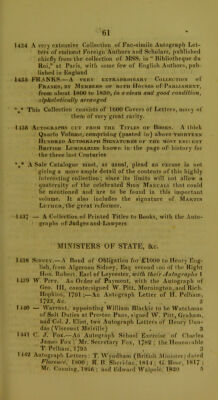 61
1434 A very extensive Collection of Fac-simile Autograph Let-
ters of eminent Foreign Authors and Scholars, published
chiefly from the collection of MSS. in "Bibliotheque du
Roi," at Paris, with some few of English Authors, pub-
lished in England
1435 FRANKS.—A VERY EXTRAORDINARY COLLECTION OF
FRANKS, BY MEMBERS OF BOTH HOUSES OF PARLIAMENT,
from about 1800 to 1830, in a clean and good condition,
alphabetically arranged
*** This Collection consists of 1600 Covers of Letters, many of
them of very great rarity.
1436 AUTOGRAPHS CUT FROM THE TITLES OF BOOKS. A thick
Quarto Volume, comprising (pasted in) above THIRTEEN
HUNDRED AUTOGRAPH SIGNATURES OF THE MOST EMINENT
BRITISH LUMINARIES known in the page of history for
the three last Centuries
*** A Sale Catalogue must, as usual, plead an excuse in not
giving a more ample detail of the contents of this highly
interesting collection; since its limits will not allow a
quaternity of the celebrated SIBYS MARCALS that could
be mentioned and are to be found in this important
volume. It also includes the signature of MARTIN
LUTHER, the great reformer.
1437 — A Collection of Printed Titles to Books, with the Auto-
graphs of Judges and Lawyers
MINISTERS OF STATE, &c.
1438 SIDNEY.—A Bond of Obligation for £1000 to Henry Eng-
lish, from Algernon Sidney, Esq. second son of the Right
Hon. Robert, Earl of Leycester, with their Autographs 1
1439 W. PITT. An Order of Payment, with the Autograph of
Geo. III, countersigned W. Pitt, Mornington, and Rich.
Hopkins, 1791;—An Autograph Letter of H. Pelham,
1722, &c. 3
1440 — Warrant, appointing William Blackie to be Watchman
of Salt Duties at Preston Pans, signed W. Pitt, Graham,
and Col. J. Eliot, two Autograph Letters of Henry Dun-
das (Viscount Melville) 3
1441 C. J. Fox.—An Autograph School Exercise of Charles
James Fox; Mr. Secretary Fox, 1782; the Honourable
T. Pelham, 1795 3
1442 Autograph Letters; T. Wyndham (British Minister) dated
Florence, 1806; R. B. Sheridan, 1814; G. Rose, 1817;
Mr. Canning, 1816; and Edward Walpole, 1820 5